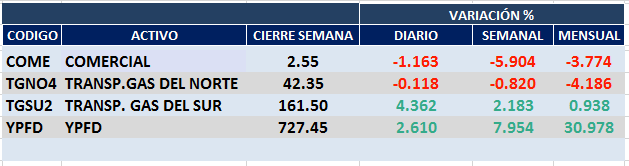 VARIACIÓN %
CODIGO ACTIVO CIERRE SEMANA DIARIO SEMANAL MENSUAL
COME COMERCIAL 2.55 -1.163 -5.904 -3.774
TGNO4 TRANSP.GAS DEL NORTE 42.35 -0.118 -0.820 -4.186
TGSU2 TRANSP. GAS DEL SUR 161.50 4.362 2.183 0.938
YPFD YPFD 727.45 2.610 7.954 30.978